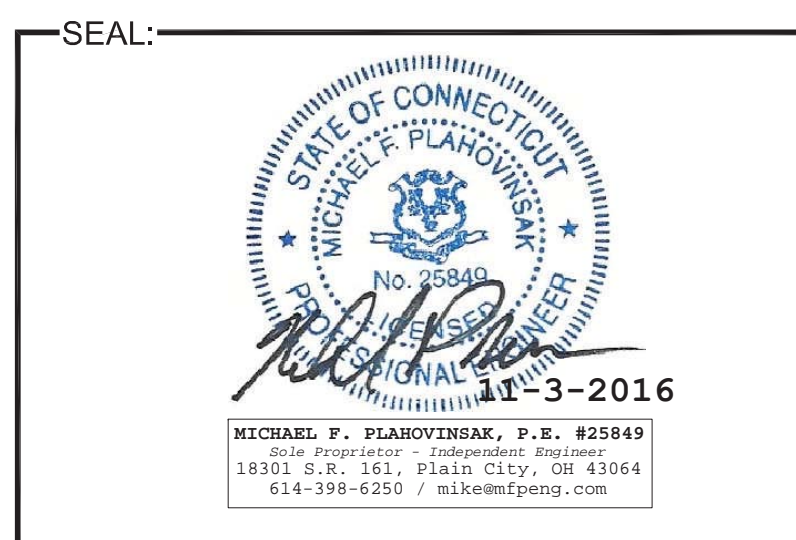 SEAL:
STATE OF CONNECTICUT
MICHAEL F. PLAHOVINSAK
No. 25849
LICENSED
PROFESSIONAL ENGINEER
11-3-2016
MICHAEL F. PLAHOVINSAK, P.E. #25849
Sole Proprietor - Independent Engineer
18301 S.R. 161, Plain City, OH 43064
614-398-6250 / mike@mfpeng.com